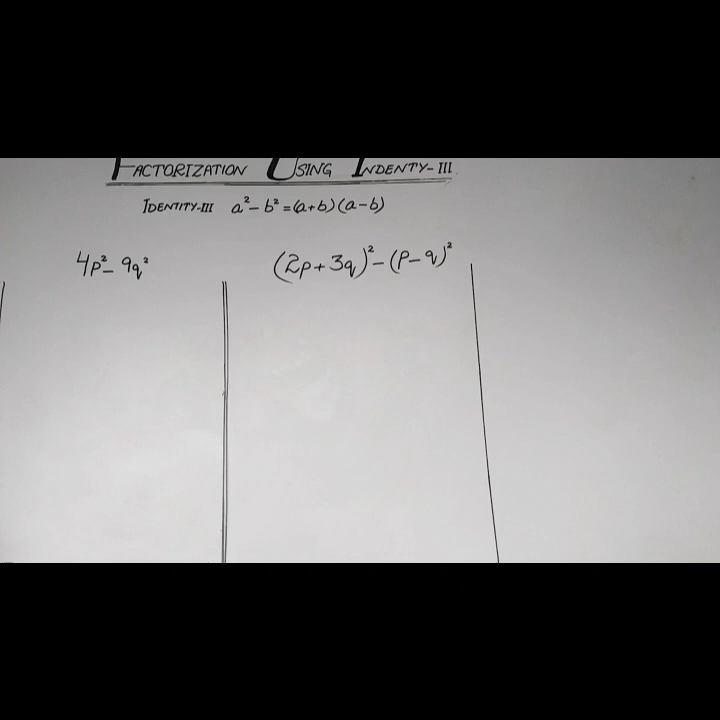 FACTORIZATION USING INDENTY-III
IDENTITY-III a²-b²=(a+b)(a-b)
4p²-9q²
(2p+3q)²-(p-q)²